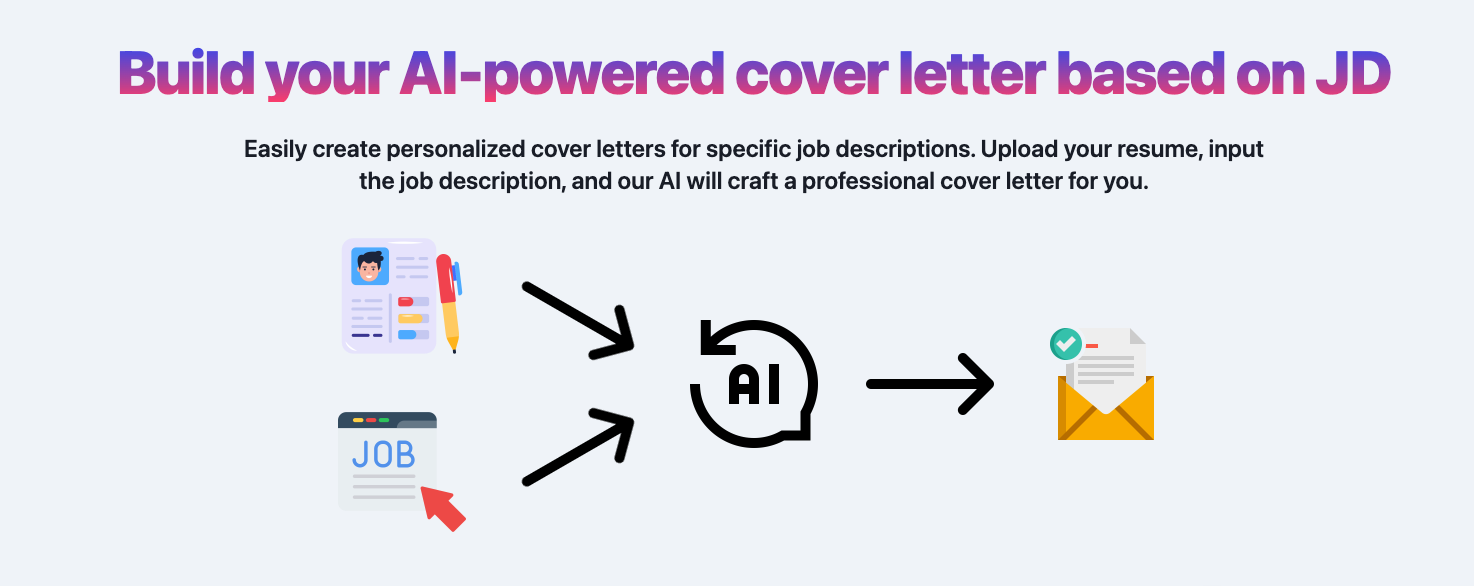 Build your AI-powered cover letter based on JD
Easily create personalized cover letters for specific job descriptions. Upload your resume, input
the job description, and our AI will craft a professional cover letter for you.
AI
JOB